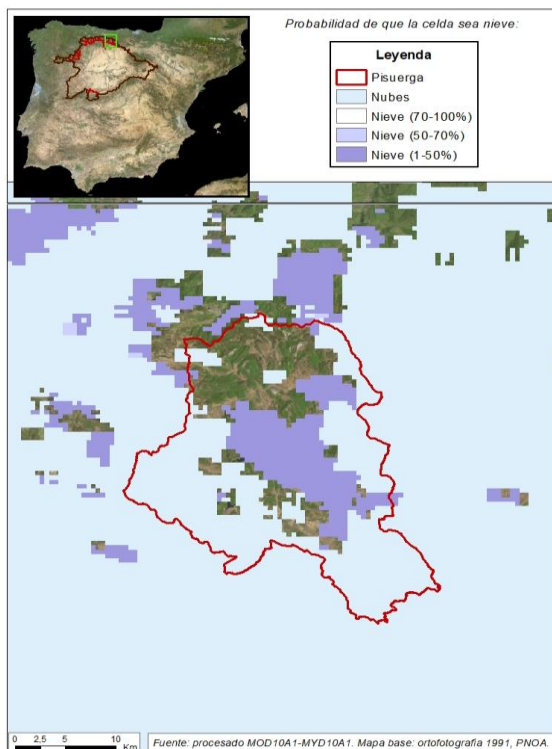 Probabilidad de que la celda sea nieve:
Leyenda
Pisuerga
Nubes
Nieve (70-100%)
Nieve (50-70%)
Nieve (1-50%)
0 2,5 5 10
Km
Fuente: procesado MOD10A1-MYD10A1. Mapa base: ortofotografia 1991, PNOA.